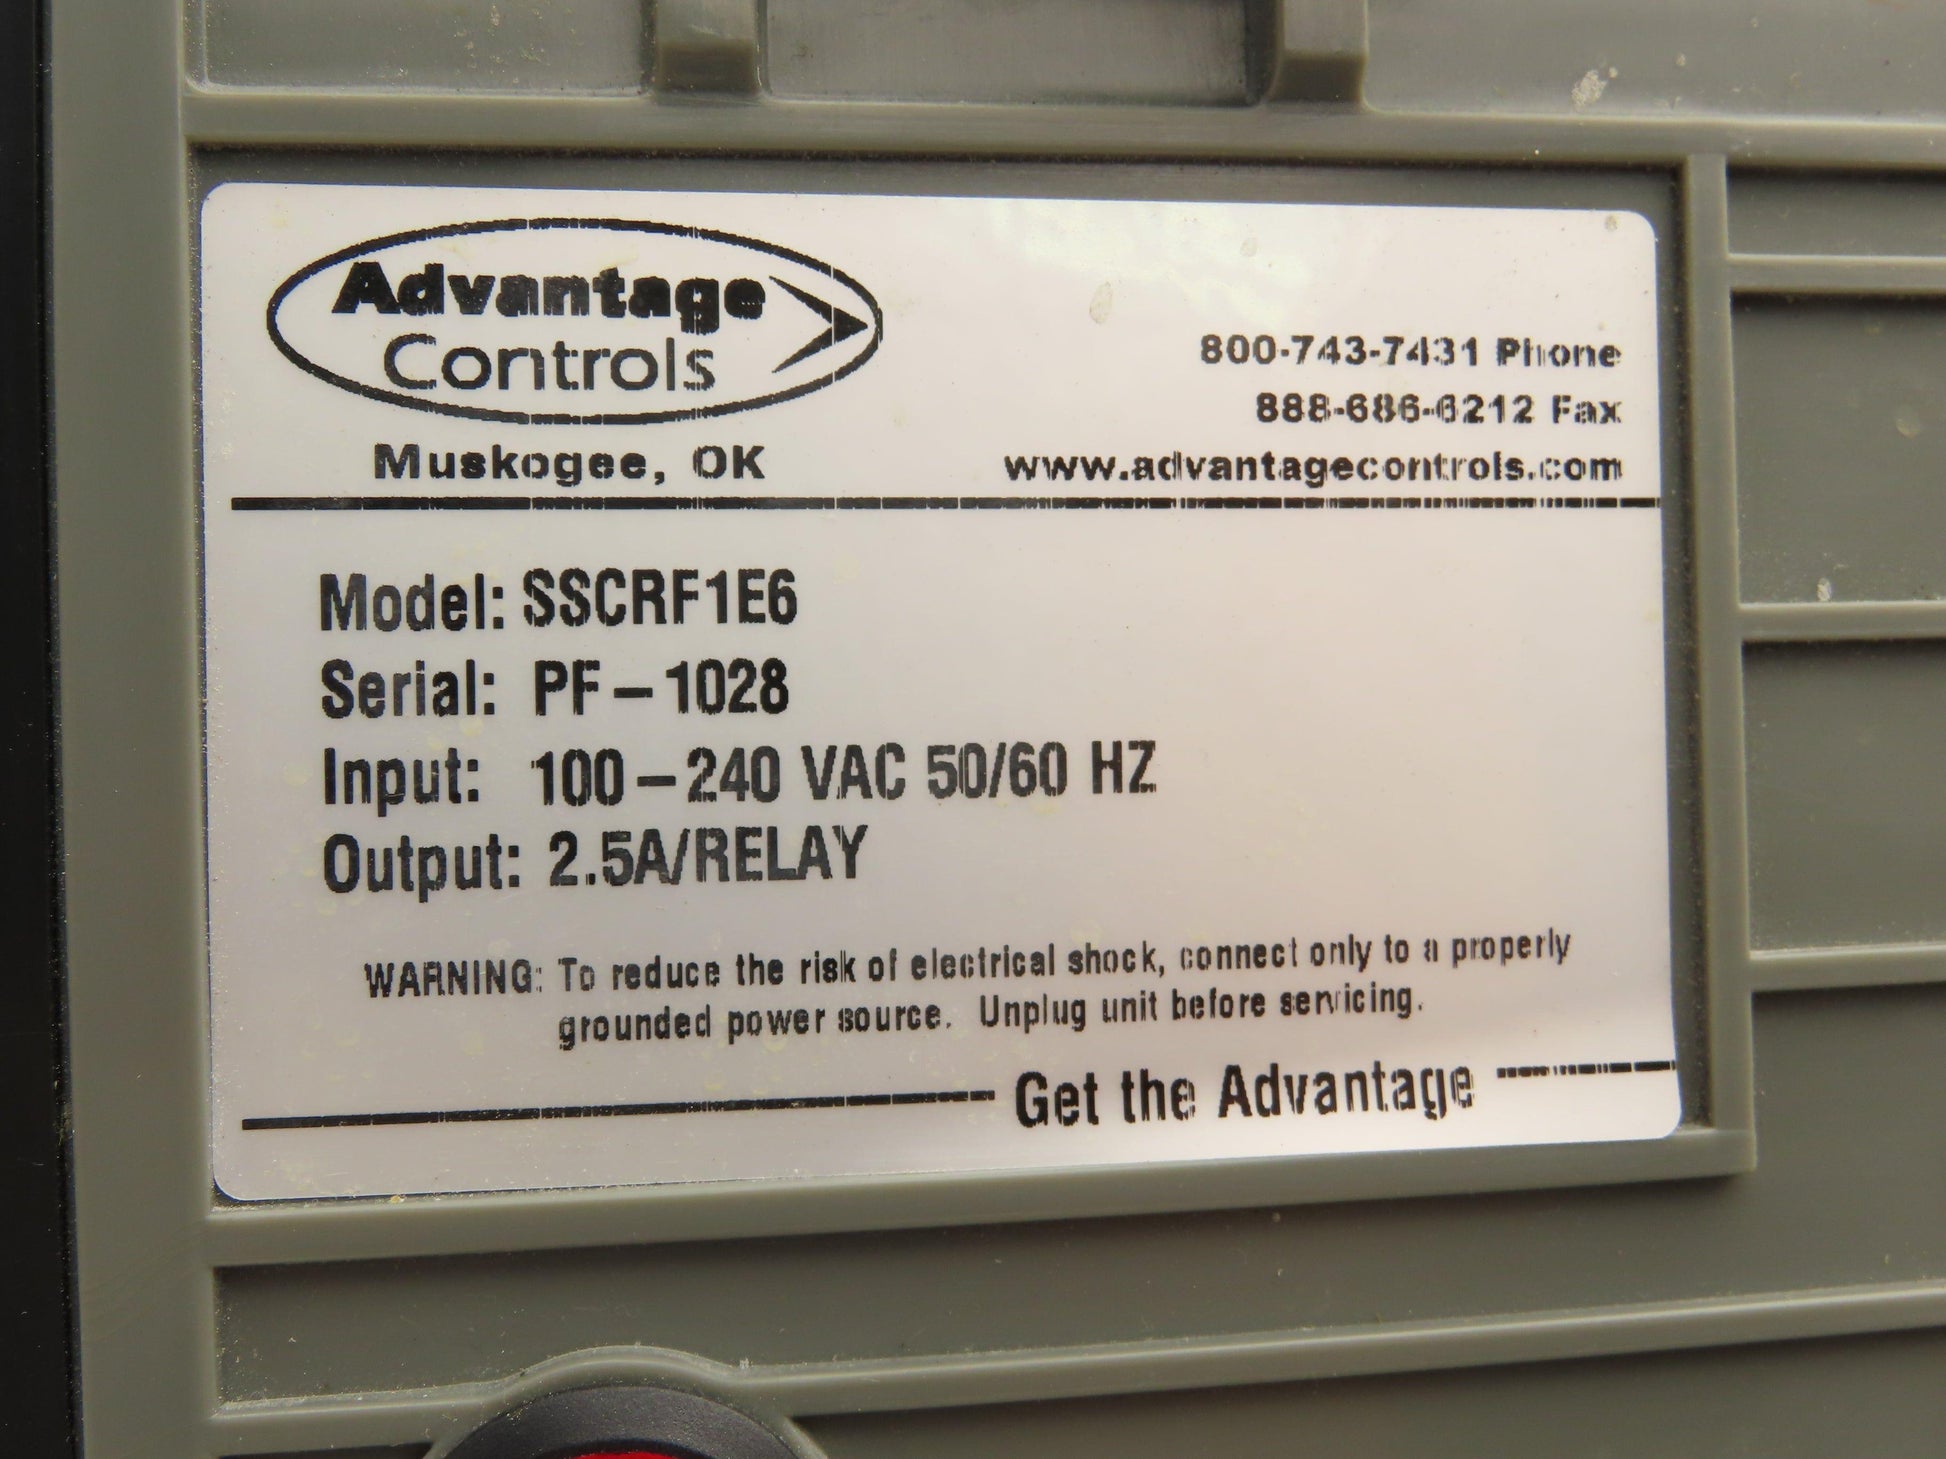 Advantage
Controls
Muskogee, OK
800-743-7431 Phone
888-686-6212 Fax
www.advantagecontrols.com
Model: SSCRF1E6
Serial: PF-1028
Input: 100-240 VAC 50/60 HZ
Output: 2.5A/RELAY
WARNING: To reduce the risk of electrical shock, connect only to a properly
grounded power source. Unplug unit before servicing.
Get the Advantage